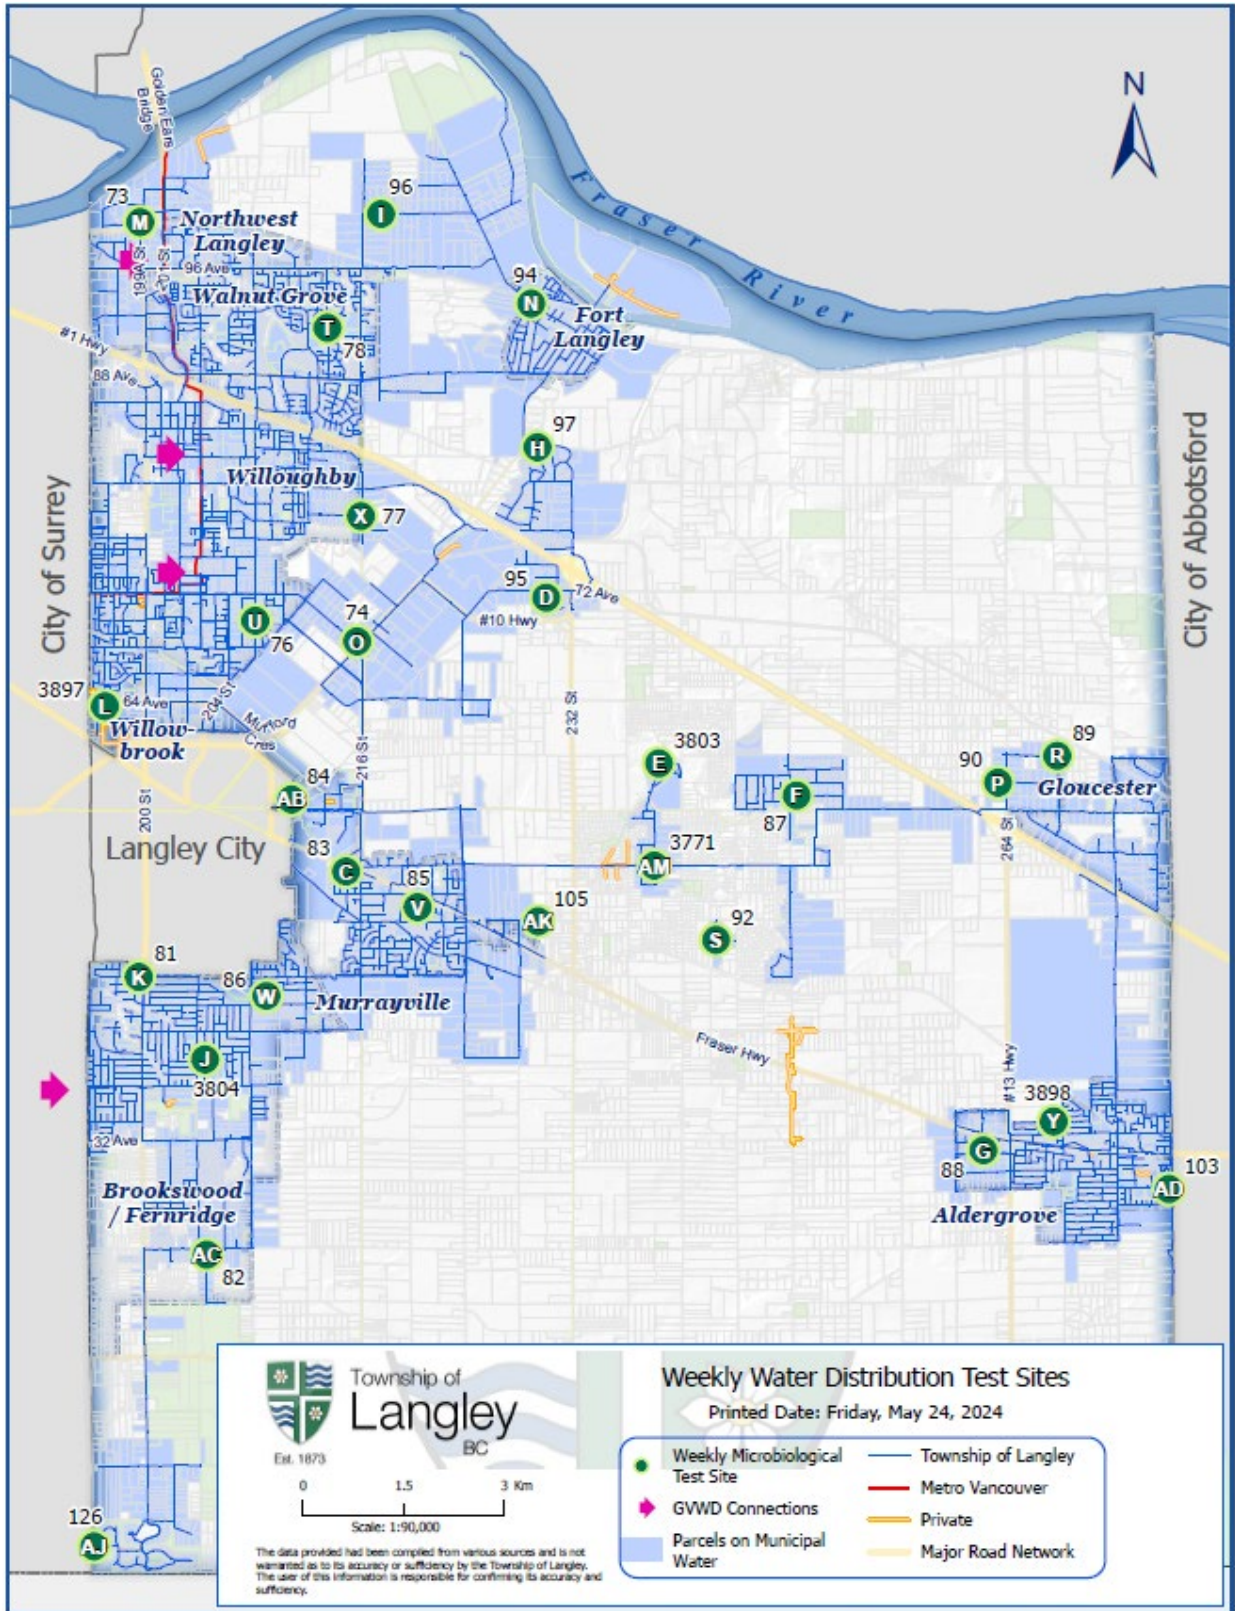 N
Golden Ears
Bridge
Fraser River
73
M
Northwest
Langley
96
I
199A St
201 St
96 Ave
94
N
Fort
Langley
Walnut Grove
T
78
#1 Hwy
88 Ave
97
H
Willoughby
X
77
City of Surrey
City of Abbotsford
95
D
72 Ave
#10 Hwy
74
O
U
76
3897
L
64 Ave
204 St
Willow-
brook
Mufford
Cres
216 St
232 St
3803
E
89
R
90
P
Gloucester
84
AB
F
87
200 St
264 St
Langley City
83
C
3771
AM
85
V
105
AK
92
S
81
K
86
W
Murrayville
J
3804
Fraser Hwy
#13 Hwy
3898
Y
32 Ave
G
88
103
AD
Brookswood
/ Fernridge
Aldergrove
AC
82
126
AJ
Township of
Langley
BC
Est. 1873
0 1.5 3 Km
Scale: 1:90,000
The data provided had been compiled from various sources and is not
warranted as to its accuracy or sufficiency by the Township of Langley.
The user of this information is responsible for confirming its accuracy and
sufficiency.
Weekly Water Distribution Test Sites
Printed Date: Friday, May 24, 2024
Weekly Microbiological
Test Site
GVWD Connections
Parcels on Municipal
Water
Township of Langley
Metro Vancouver
Private
Major Road Network